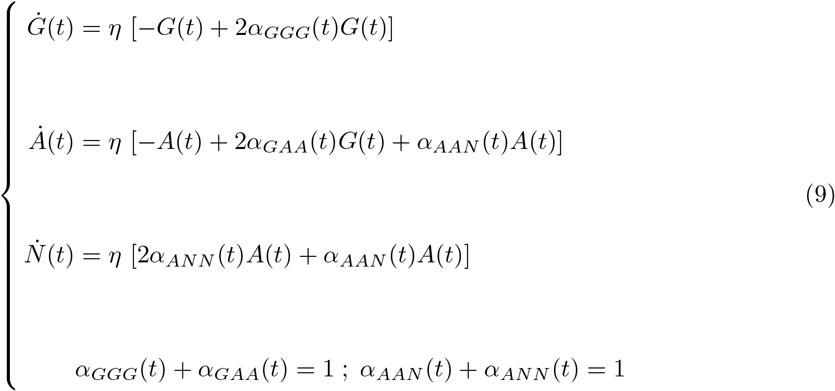 Ġ(t) = η [−G(t) + 2α_{GGG}(t)G(t)]
Ȧ(t) = η [−A(t) + 2α_{GAA}(t)G(t) + α_{AAN}(t)A(t)]
(9)
Ṅ(t) = η [2α_{ANN}(t)A(t) + α_{AAN}(t)A(t)]
α_{GGG}(t) + α_{GAA}(t) = 1 ; α_{AAN}(t) + α_{ANN}(t) = 1